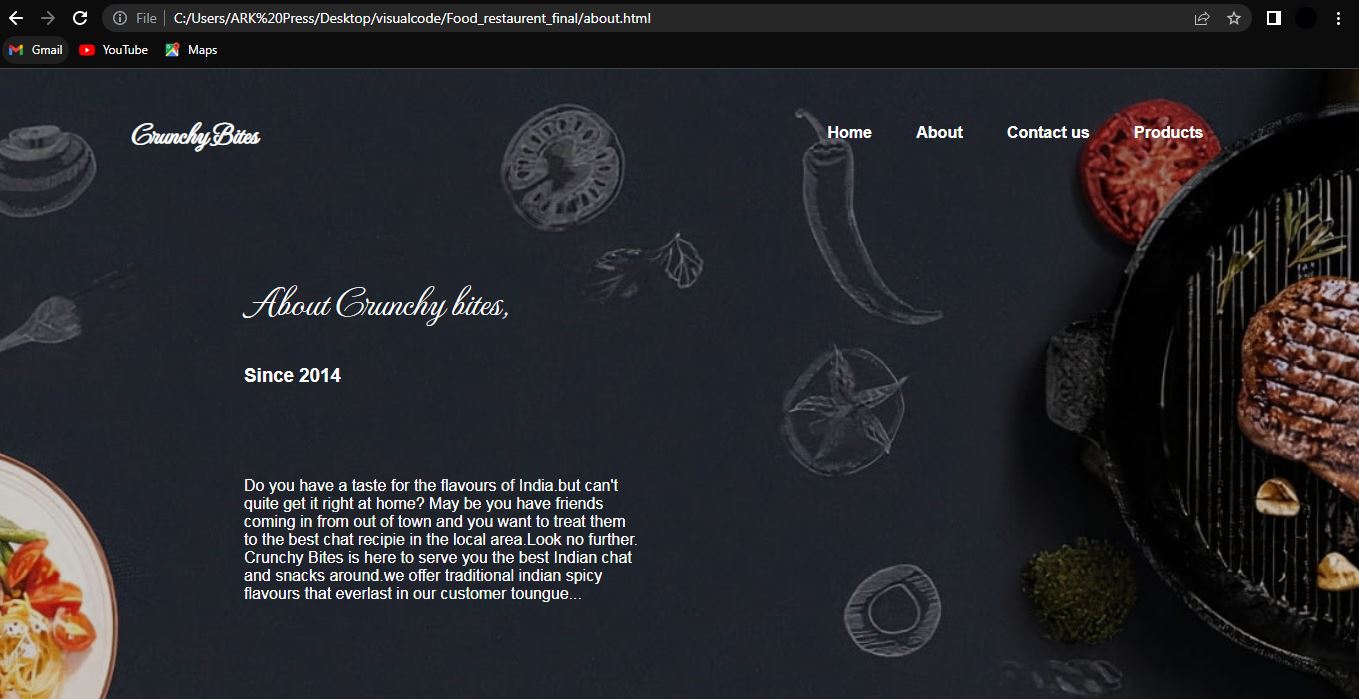 File
C:/Users/ARK%20Press/Desktop/visualcode/Food_restaurent_final/about.html
Gmail
YouTube
Maps
Crunchy Bites
Home
About
Contact us
Products
About Crunchy bites,
Since 2014
Do you have a taste for the flavours of India.but can't
quite get it right at home? May be you have friends
coming in from out of town and you want to treat them
to the best chat recipie in the local area.Look no further.
Crunchy Bites is here to serve you the best Indian chat
and snacks around.we offer traditional indian spicy
flavours that everlast in our customer toungue...